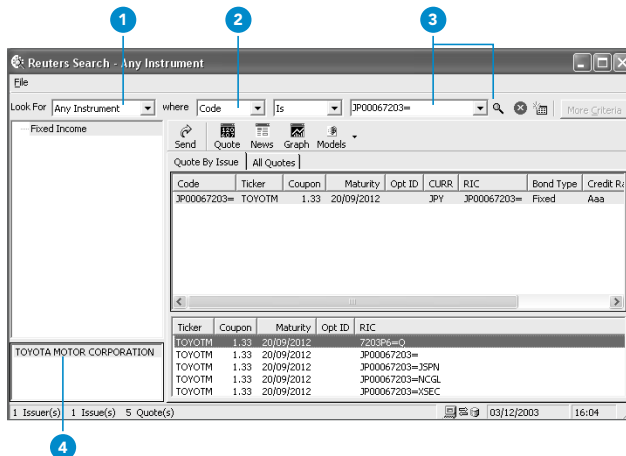 1 2 3
Reuters Search - Any Instrument
File
Look For Any Instrument where Code Is JP00067203= More Criteria
Fixed Income
Send Quote News Graph Models
Quote By Issue All Quotes
Code Ticker Coupon Maturity Opt ID CURR RIC Bond Type Credit Ra
JP00067203= TOYOTM 1.33 20/09/2012 JPY JP00067203= Fixed Aaa
Ticker Coupon Maturity Opt ID RIC
TOYOTM 1.33 20/09/2012 7203P6=Q
TOYOTM 1.33 20/09/2012 JP00067203=
TOYOTM 1.33 20/09/2012 JP00067203=JSPN
TOYOTM 1.33 20/09/2012 JP00067203=NCGL
TOYOTM 1.33 20/09/2012 JP00067203=XSEC
TOYOTA MOTOR CORPORATION
1 Issuer(s) 1 Issue(s) 5 Quote(s) 03/12/2003 16:04
4